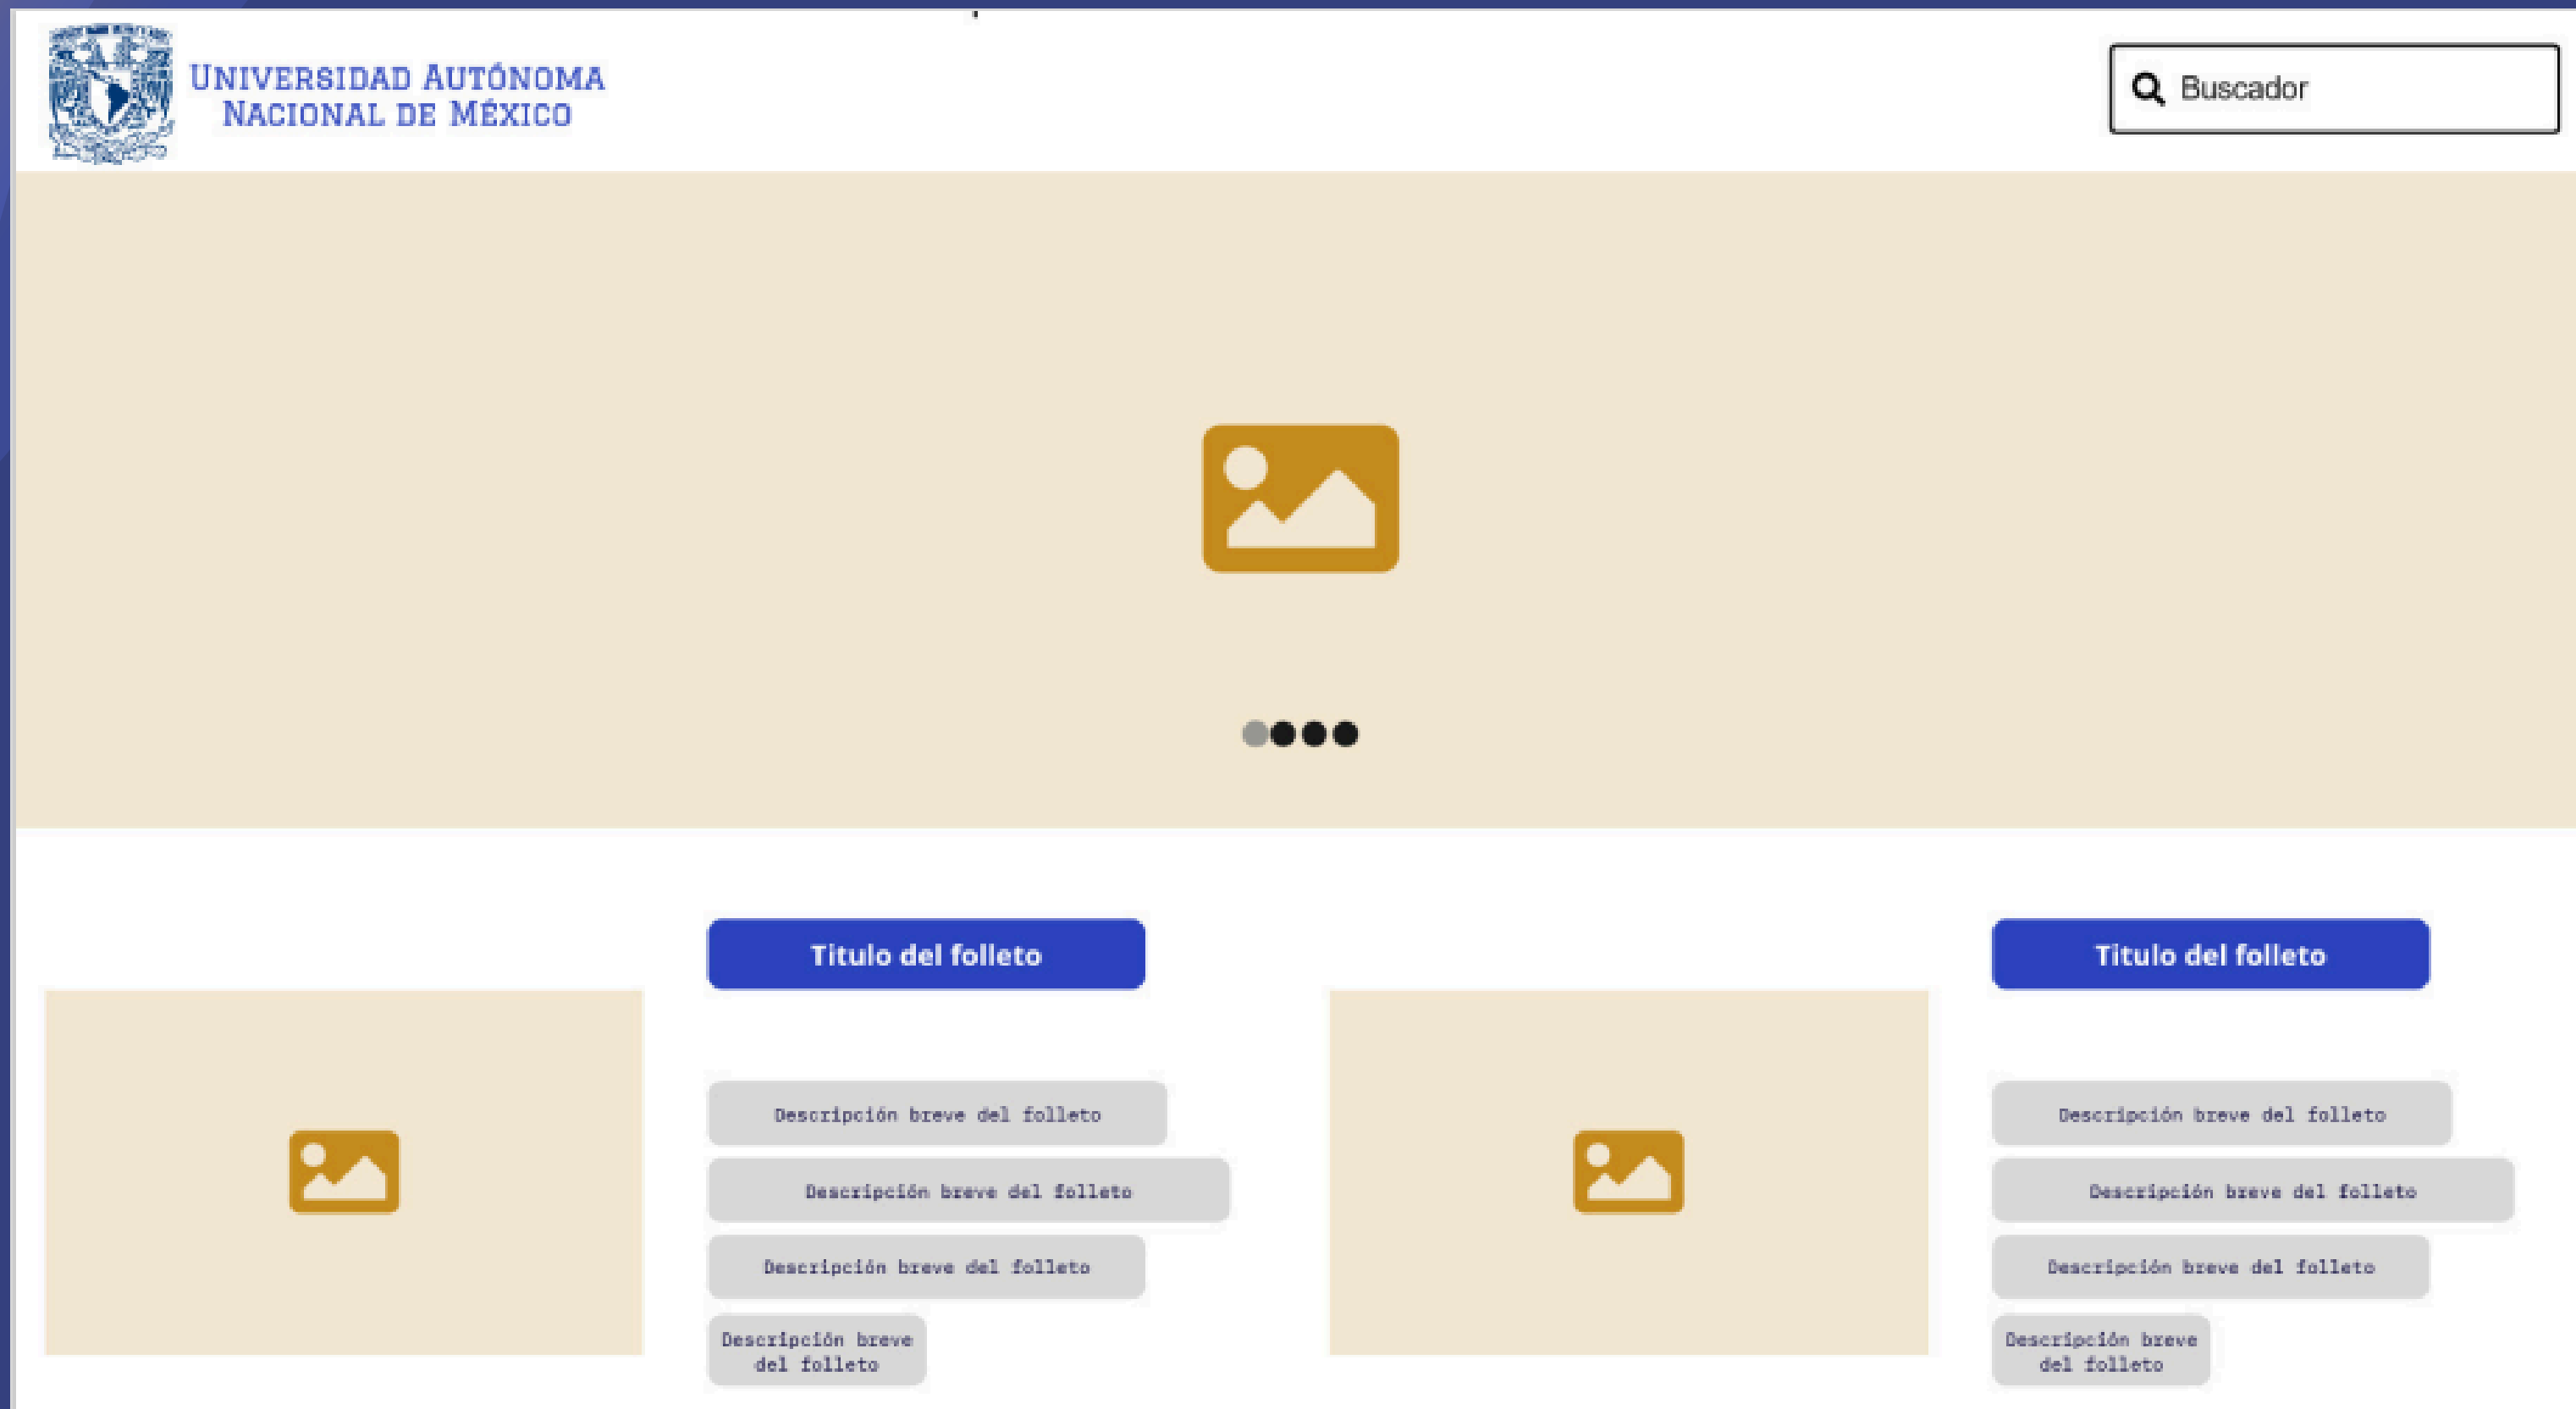 UNIVERSIDAD AUTÓNOMA
NACIONAL DE MÉXICO
Buscador
Titulo del folleto
Descripción breve del folleto
Descripción breve del folleto
Descripción breve del folleto
Descripción breve
del folleto
Titulo del folleto
Descripción breve del folleto
Descripción breve del folleto
Descripción breve del folleto
Descripción breve
del folleto